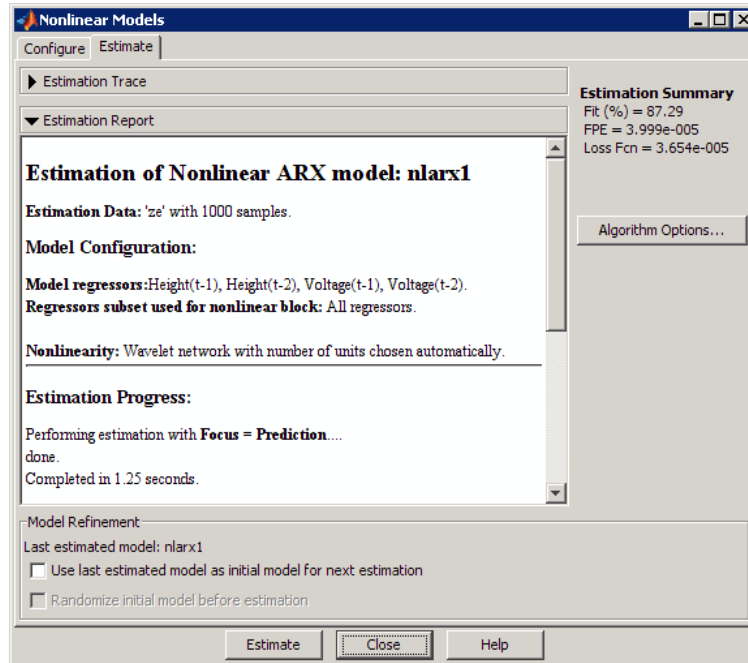 Nonlinear Models
Configure
Estimate
Estimation Trace
Estimation Report
Estimation of Nonlinear ARX model: nlarx1
Estimation Data: 'ze' with 1000 samples.
Model Configuration:
Model regressors:Height(t-1), Height(t-2), Voltage(t-1), Voltage(t-2).
Regressors subset used for nonlinear block: All regressors.
Nonlinearity: Wavelet network with number of units chosen automatically.
Estimation Progress:
Performing estimation with Focus = Prediction....
done.
Completed in 1.25 seconds.
Estimation Summary
Fit (%) = 87.29
FPE = 3.999e-005
Loss Fcn = 3.654e-005
Algorithm Options...
Model Refinement
Last estimated model: nlarx1
Use last estimated model as initial model for next estimation
Randomize initial model before estimation
Estimate
Close
Help